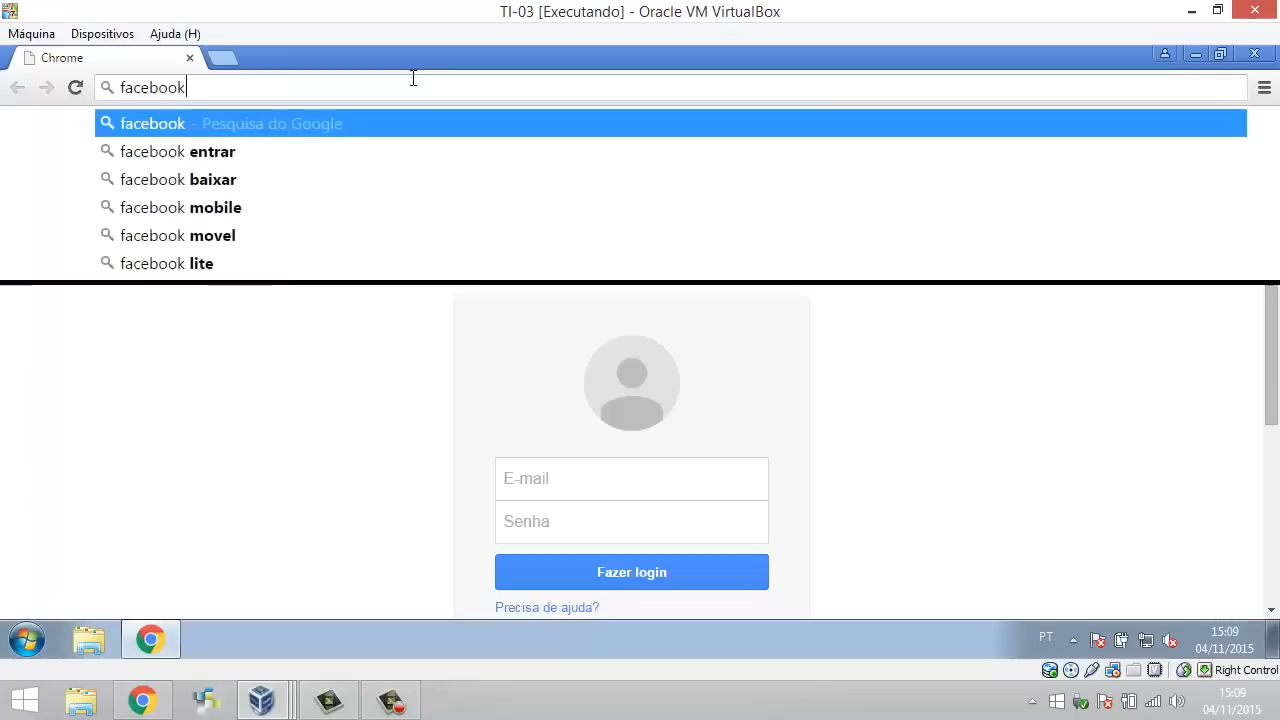 TI-03 [Executando] - Oracle VM VirtualBox
Máquina Dispositivos Ajuda (H)
Chrome
facebook
facebook - Pesquisa do Google
facebook entrar
facebook baixar
facebook mobile
facebook movel
facebook lite
E-mail
Senha
Fazer login
Precisa de ajuda?
PT
15:09
04/11/2015
Right Control
15:09
04/11/2015